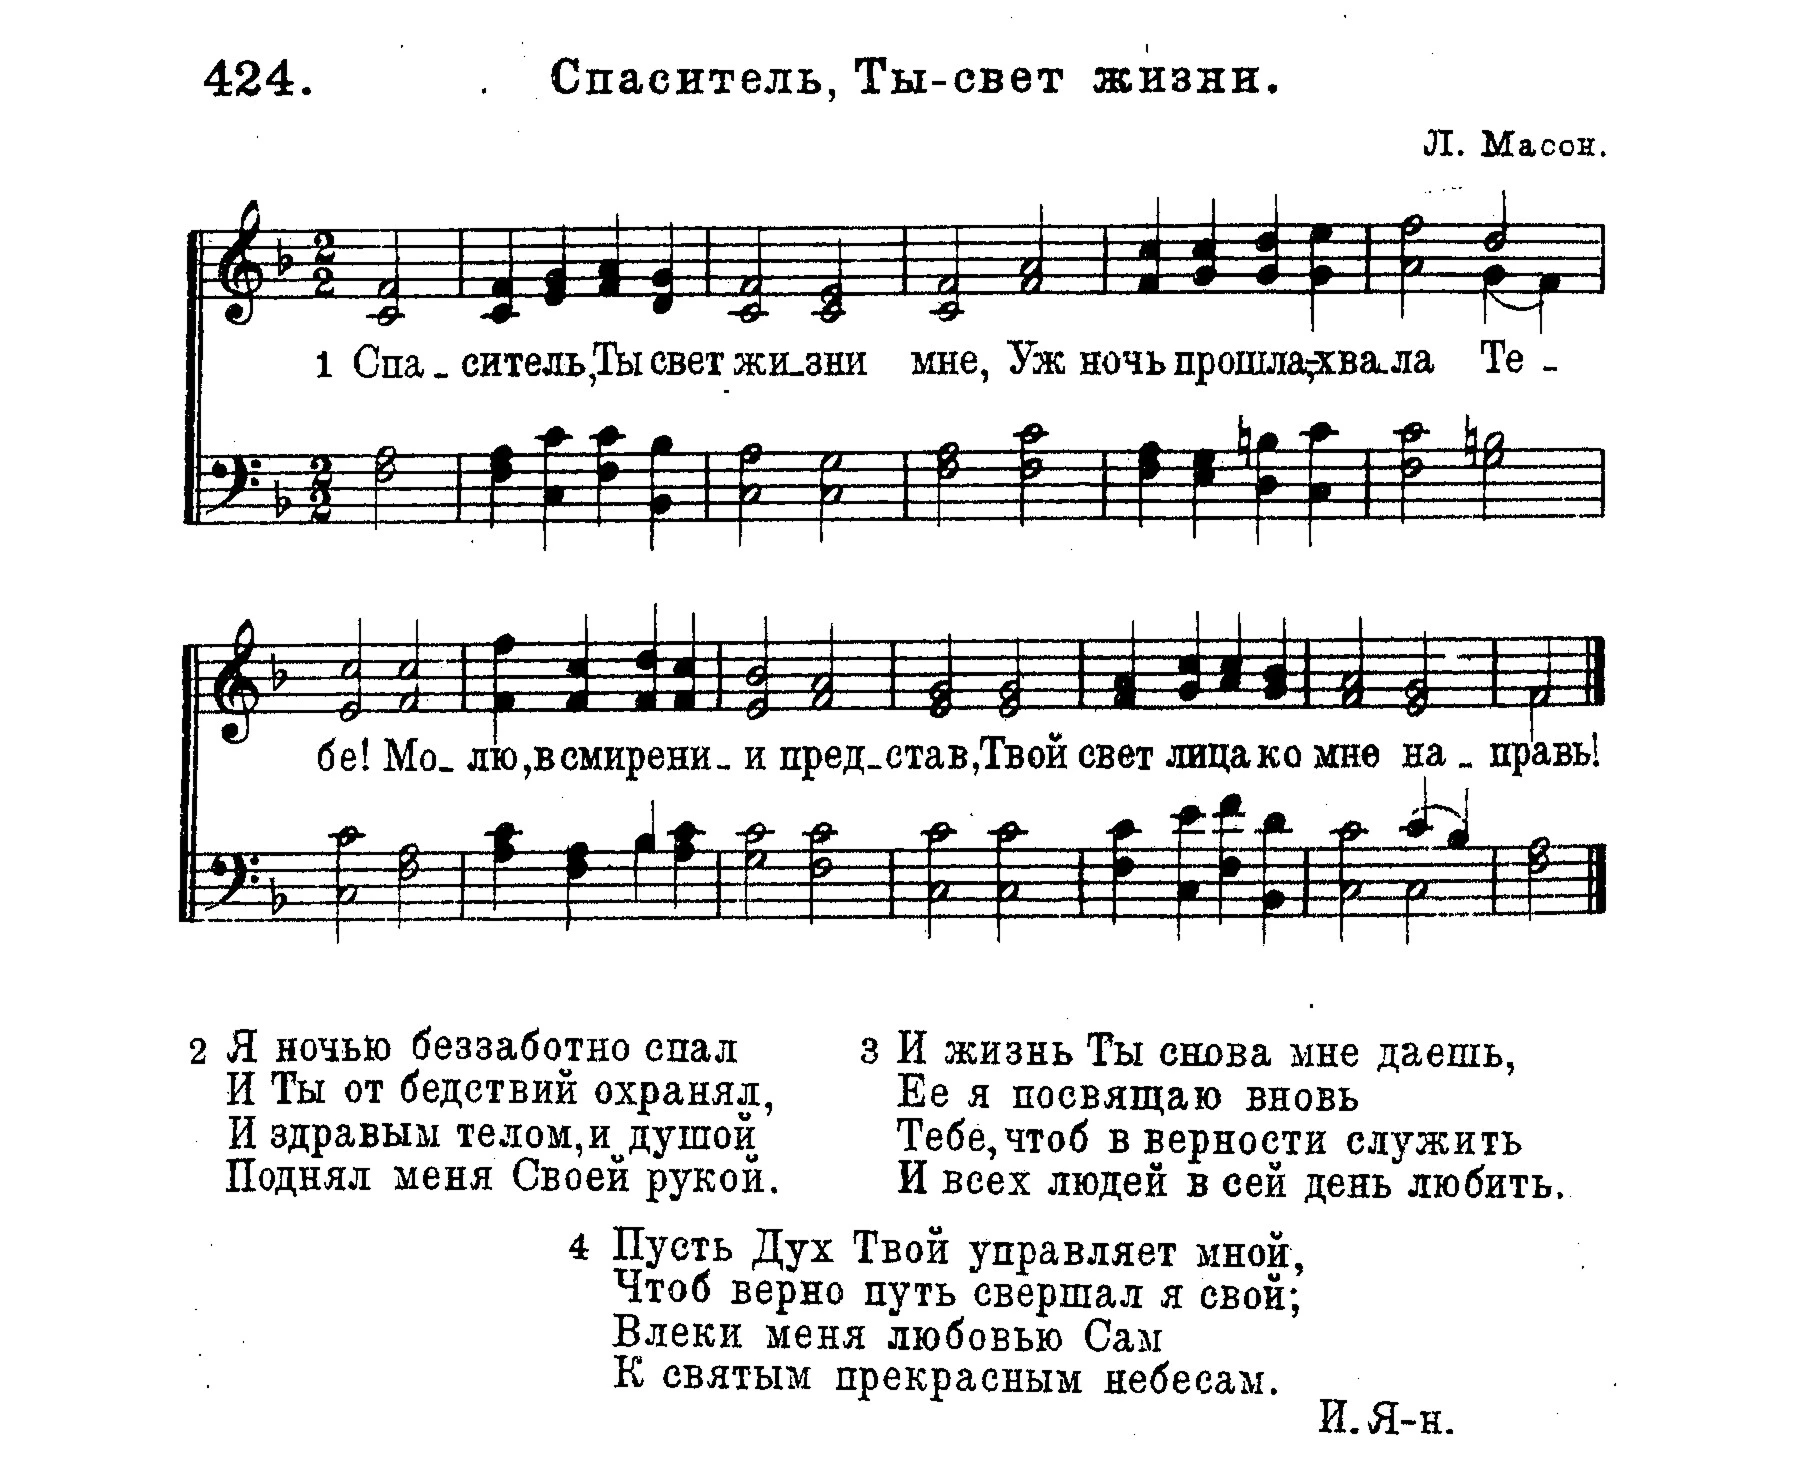 424. Спаситель, Ты-свет жизни.
Л. Масон.
1 Спа-ситель, Ты свет жи-зни мне, Уж ночь прошла,-хва-ла Те-
бе! Мо-лю, в смирени-и пред-став, Твой свет лица ко мне на-правь!
2 Я ночью беззаботно спал
И Ты от бедствий охранял,
И здравым телом, и душой
Поднял меня Своей рукой.
3 И жизнь Ты снова мне даешь,
Ее я посвящаю вновь
Тебе, чтоб в верности служить
И всех людей в сей день любить.
4 Пусть Дух Твой управляет мной,
Чтоб верно путь свершал я свой;
Влеки меня любовью Сам
К святым прекрасным небесам.
И. Я-н.